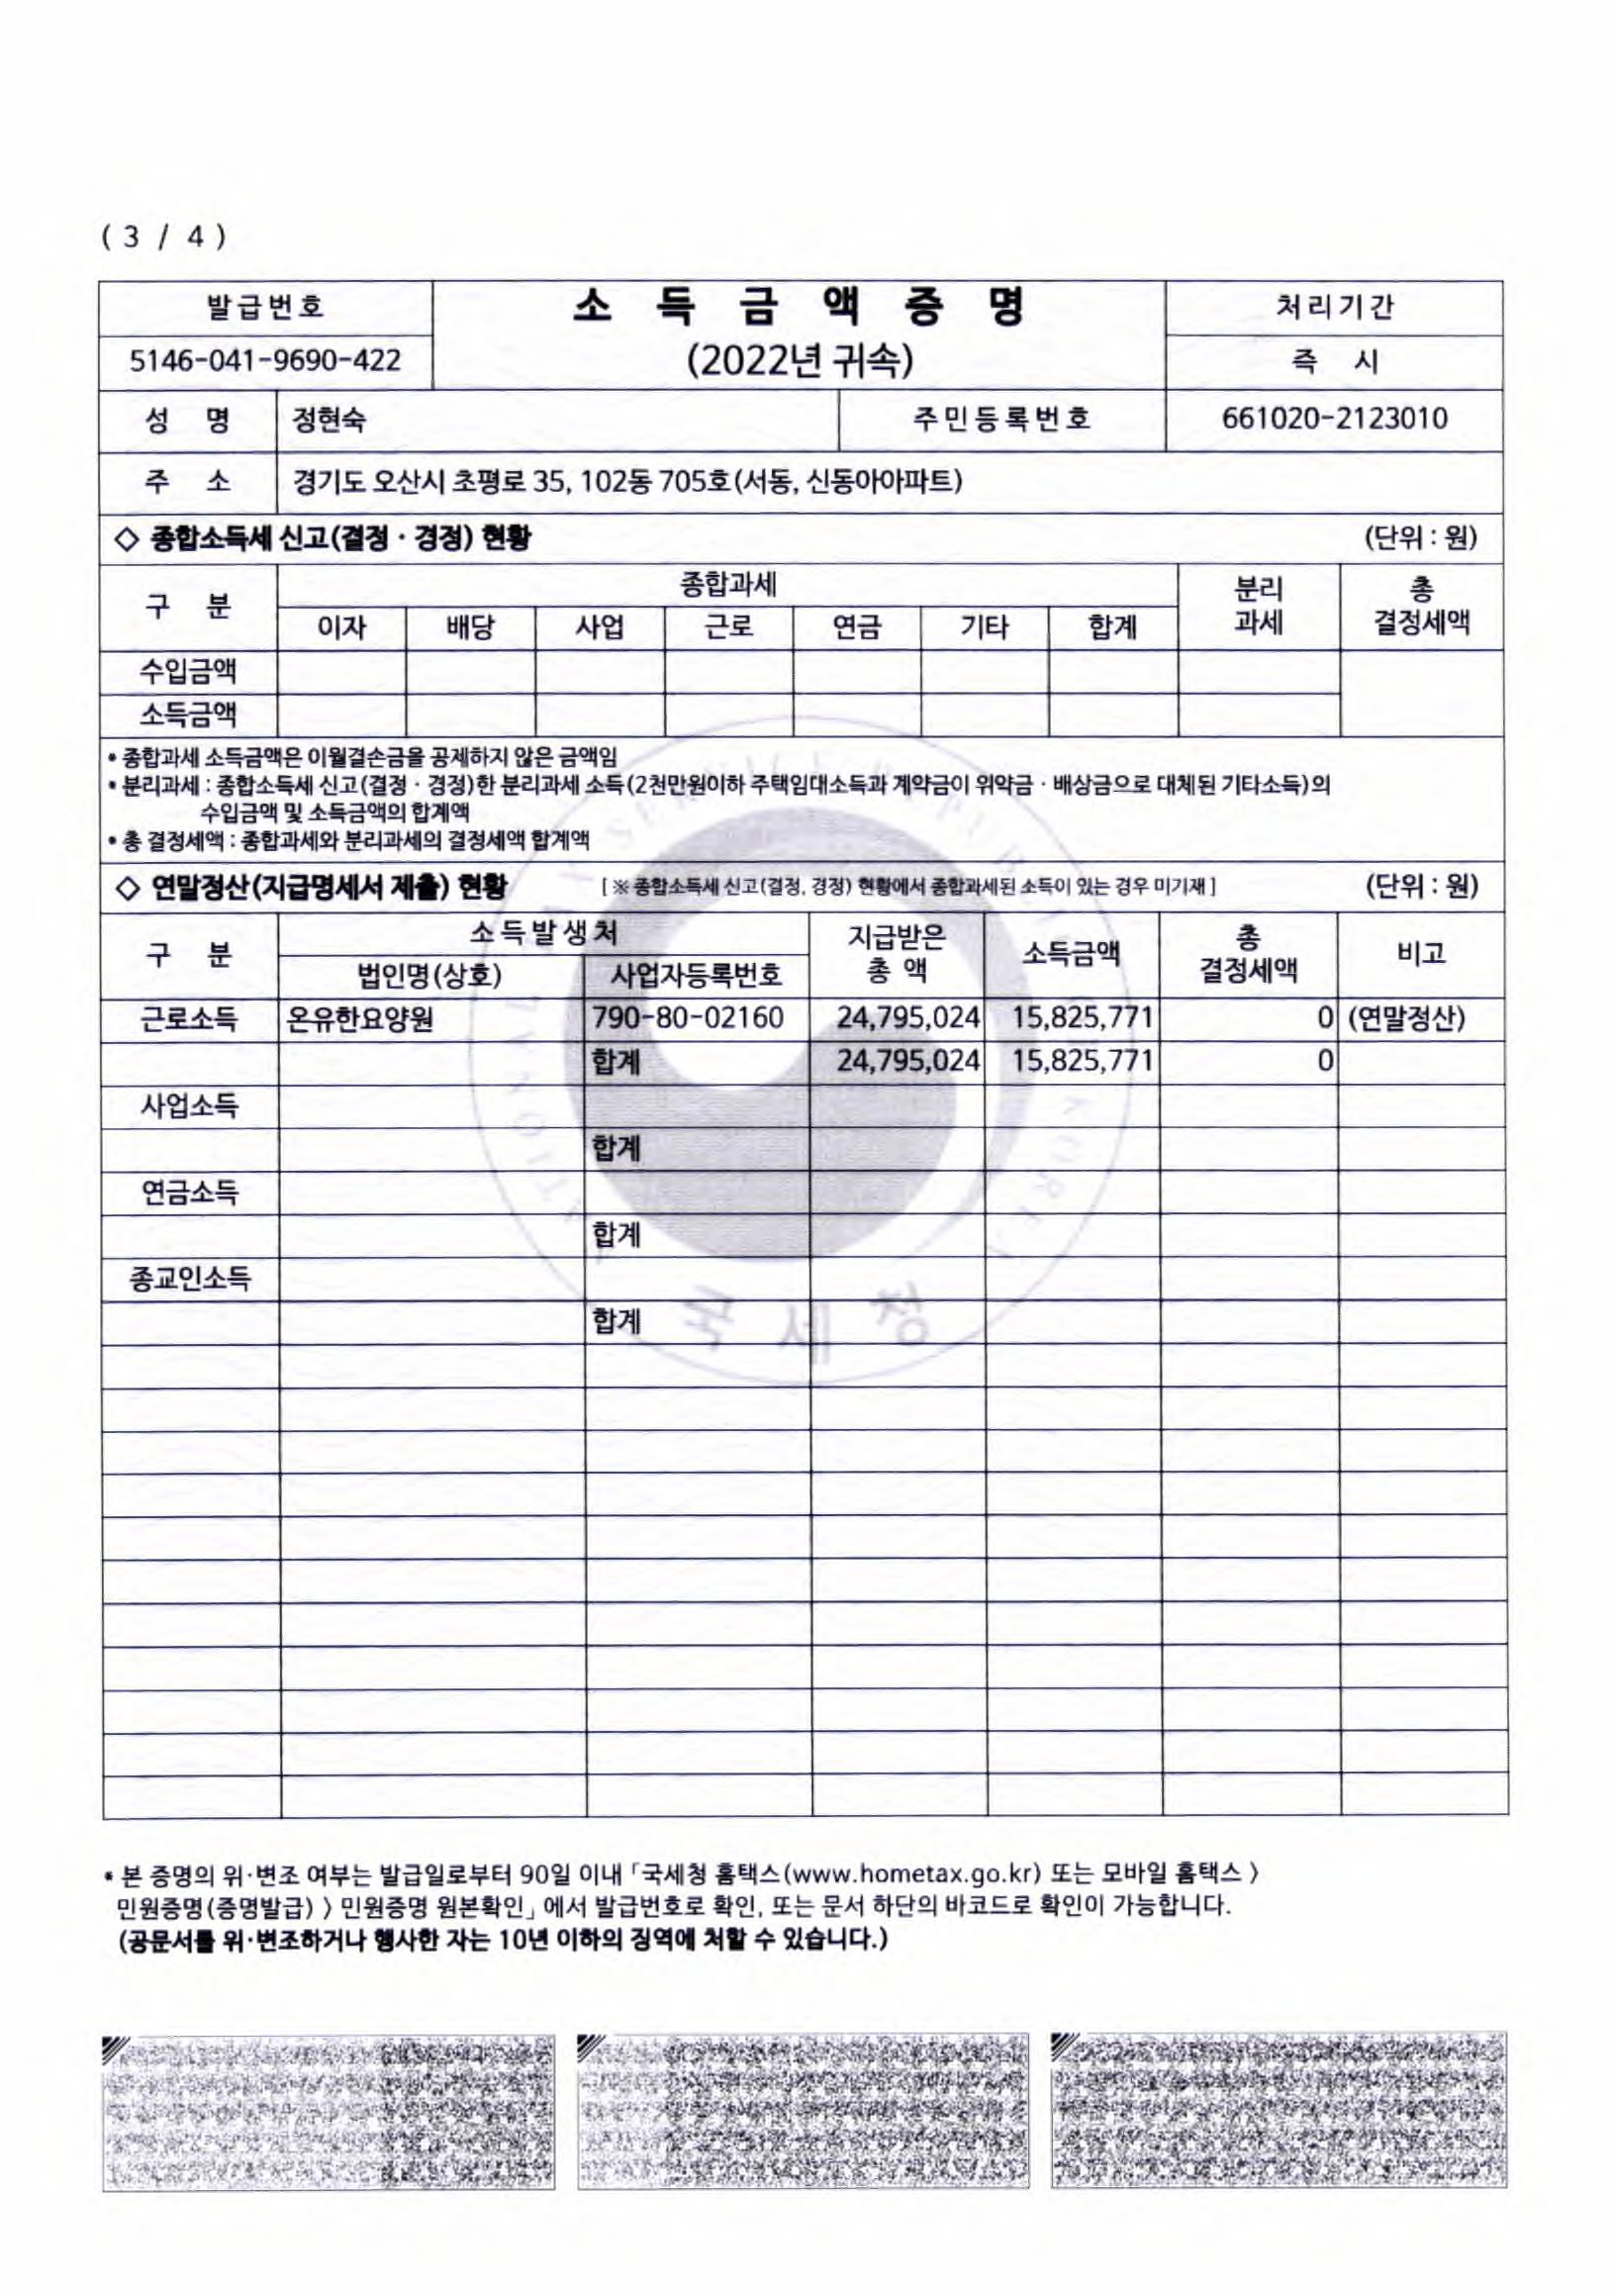 ( 3 / 4 )
발급번호
소 득 금 액 증 명
처리기간
5146-041-9690-422
(2022년 귀속)
즉 시
성 명 정현숙 주민등록번호 661020-2123010
주 소 경기도 오산시 초평로 35, 102동 705호(서동, 신동아아파트)
◇ 종합소득세 신고(결정ㆍ경정) 현황 (단위 : 원)
구 분 종합과세 분리 과세 총 결정세액
이자 배당 사업 근로 연금 기타 합계
수입금액
소득금액
• 종합과세 소득금액은 이월결손금을 공제하지 않은 금액임
• 분리과세 : 종합소득세 신고(결정ㆍ경정)한 분리과세 소득(2천만원이하 주택임대소득과 계약금이 위약금ㆍ배상금으로 대체된 기타소득)의
수입금액 및 소득금액의 합계액
• 총 결정세액 : 종합과세와 분리과세의 결정세액 합계액
◇ 연말정산(지급명세서 제출) 현황 [ ※ 종합소득세 신고(결정, 경정) 현황에서 종합과세된 소득이 있는 경우 미기재 ] (단위 : 원)
구 분 소득발생처 지급받은 총 액 소득금액 총 결정세액 비고
법인명(상호) 사업자등록번호
근로소득 온유한요양원 790-80-02160 24,795,024 15,825,771 0 (연말정산)
합계 24,795,024 15,825,771 0
사업소득
합계
연금소득
합계
종교인소득
합계
국세청
* 본 증명의 위·변조 여부는 발급일로부터 90일 이내 「국세청 홈택스(www.hometax.go.kr) 또는 모바일 홈택스 〉
민원증명(증명발급) 〉 민원증명 원본확인」에서 발급번호로 확인, 또는 문서 하단의 바코드로 확인이 가능합니다.
(공문서를 위·변조하거나 행사한 자는 10년 이하의 징역에 처할 수 있습니다.)